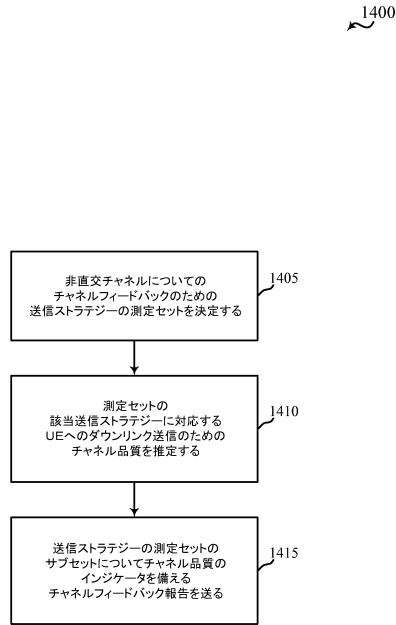 1400
非直交チャネルについての
チャネルフィードバックのための
送信ストラテジーの測定セットを決定する
1405
測定セットの
該当送信ストラテジーに対応する
UEへのダウンリンク送信のための
チャネル品質を推定する
1410
送信ストラテジーの測定セットの
サブセットについてチャネル品質の
インジケータを備える
チャネルフィードバック報告を送る
1415